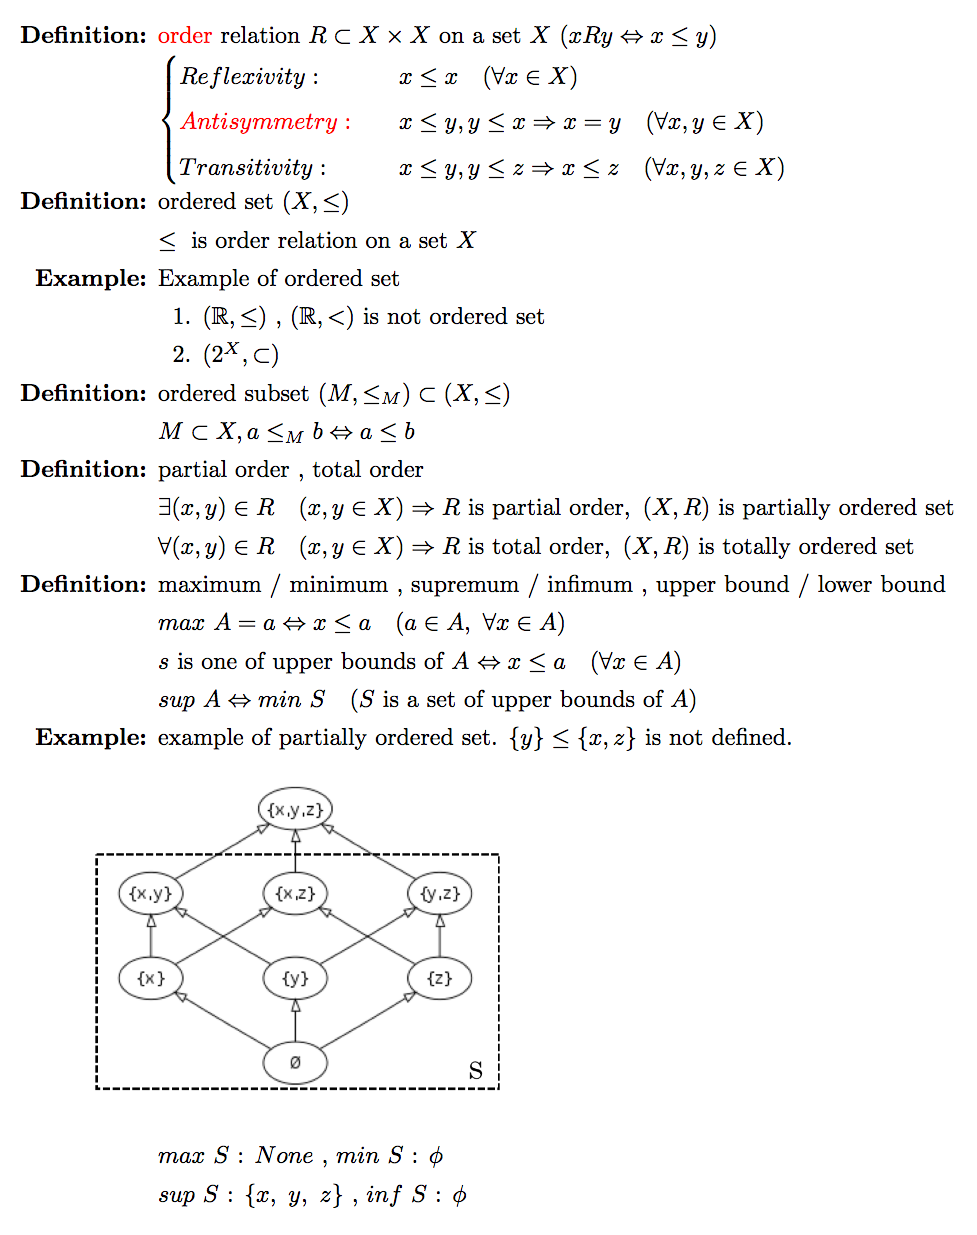 Definition: order relation R ⊂ X × X on a set X (xRy ⇔ x ≤ y)
Reflexivity : x ≤ x (∀x ∈ X)
Antisymmetry : x ≤ y, y ≤ x ⇒ x = y (∀x, y ∈ X)
Transitivity : x ≤ y, y ≤ z ⇒ x ≤ z (∀x, y, z ∈ X)
Definition: ordered set (X, ≤)
≤ is order relation on a set X
Example: Example of ordered set
1. (ℝ, ≤) , (ℝ, <) is not ordered set
2. (2^X, ⊂)
Definition: ordered subset (M, ≤_M) ⊂ (X, ≤)
M ⊂ X, a ≤_M b ⇔ a ≤ b
Definition: partial order , total order
∃(x, y) ∈ R (x, y ∈ X) ⇒ R is partial order, (X, R) is partially ordered set
∀(x, y) ∈ R (x, y ∈ X) ⇒ R is total order, (X, R) is totally ordered set
Definition: maximum / minimum , supremum / infimum , upper bound / lower bound
max A = a ⇔ x ≤ a (a ∈ A, ∀x ∈ A)
s is one of upper bounds of A ⇔ x ≤ a (∀x ∈ A)
sup A ⇔ min S (S is a set of upper bounds of A)
Example: example of partially ordered set. {y} ≤ {x, z} is not defined.
{x,y,z}
{x,y} {x,z} {y,z}
{x} {y} {z}
∅
S
max S : None , min S : ϕ
sup S : {x, y, z} , inf S : ϕ